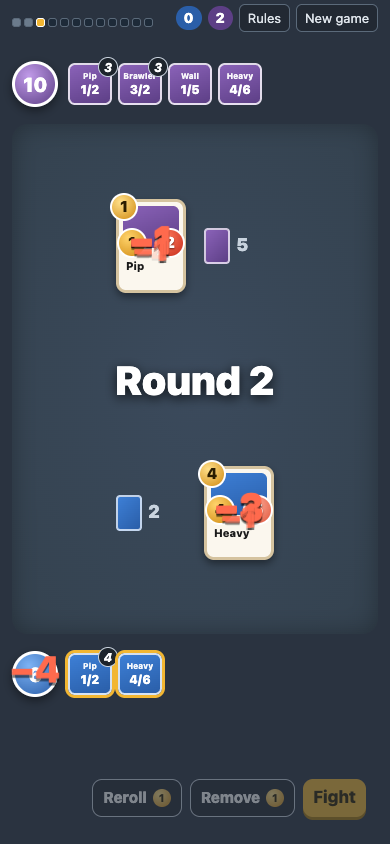 0 2 Rules New game
10
Pip 1/2 3
Brawler 3/2 3
Wall 1/5
Heavy 4/6
1
Pip
5
Round 2
2
4
Heavy
-4
Pip 1/2 4
Heavy 4/6
Reroll 1
Remove 1
Fight